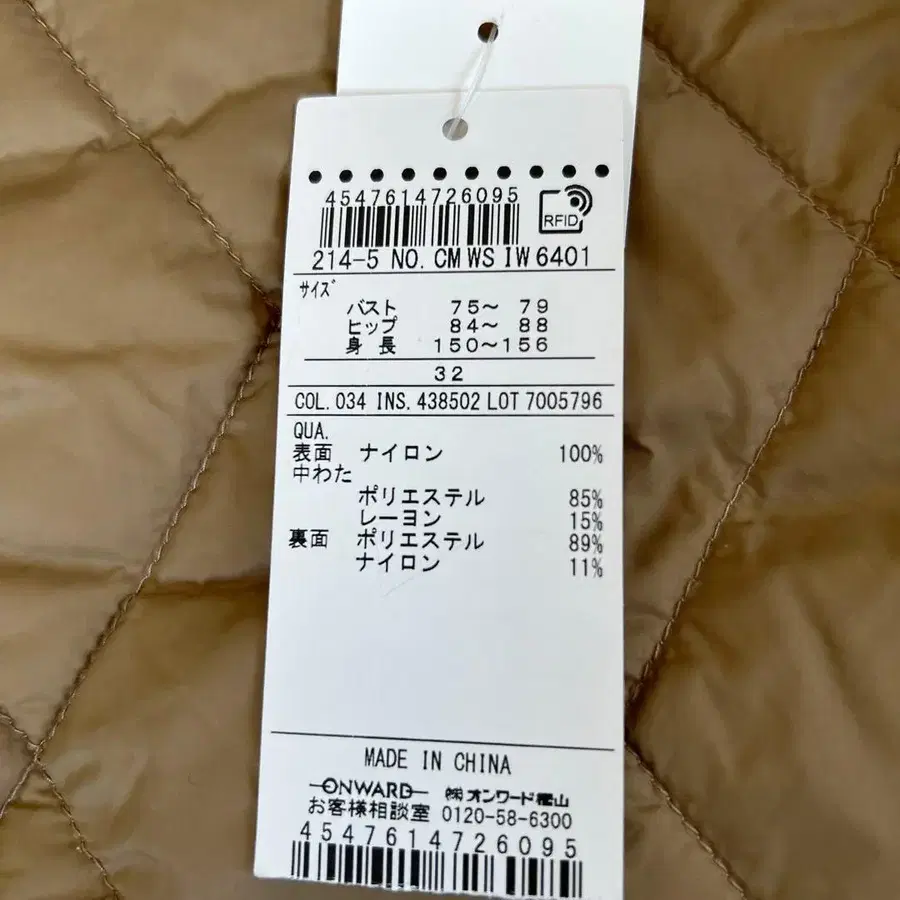 4547614726095
RFID
214-5 NO. CMWS IW6401
サイズ
バスト 75～ 79
ヒップ 84～ 88
身 長 150～156
32
COL. 034 INS. 438502 LOT 7005796
QUA.
表面 ナイロン 100%
中わた
ポリエステル 85%
レーヨン 15%
裏面 ポリエステル 89%
ナイロン 11%
MADE IN CHINA
ONWARD ㈱オンワード樫山
お客様相談室 0120-58-6300
4547614726095